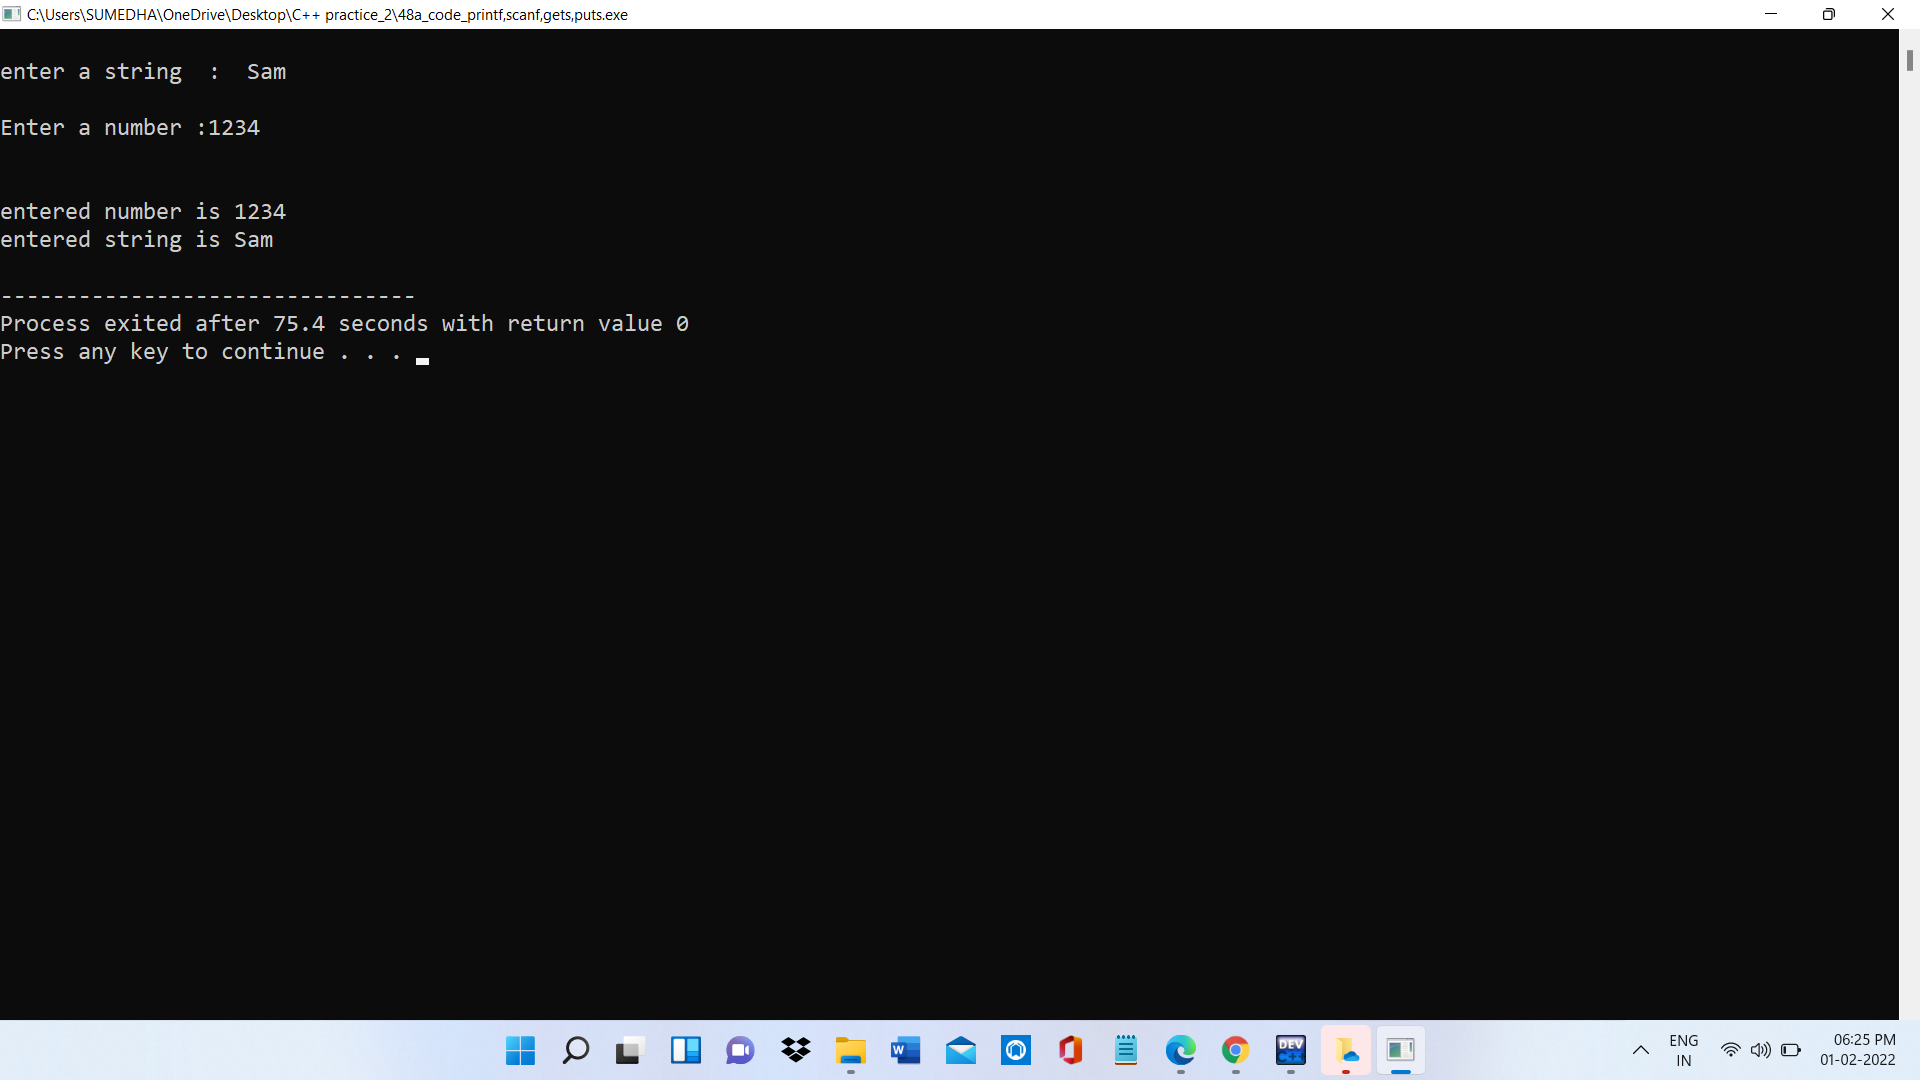 C:\Users\SUMEDHA\OneDrive\Desktop\C++ practice_2\48a_code_printf,scanf,gets,puts.exe
enter a string  :  Sam
Enter a number :1234
entered number is 1234
entered string is Sam
--------------------------------
Process exited after 75.4 seconds with return value 0
Press any key to continue . . .
W
DEV
C++
ENG
IN
06:25 PM
01-02-2022